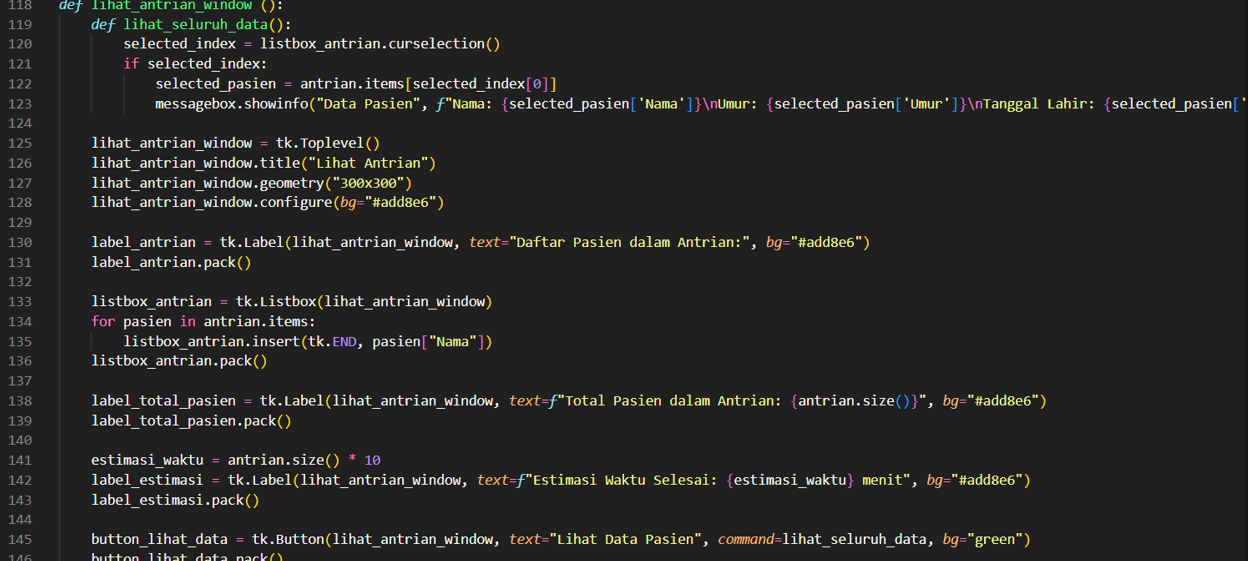 118 def lihat_antrian_window ():
119 def lihat_seluruh_data():
120 selected_index = listbox_antrian.curselection()
121 if selected_index:
122 selected_pasien = antrian.items[selected_index[0]]
123 messagebox.showinfo("Data Pasien", f"Nama: {selected_pasien['Nama']}\nUmur: {selected_pasien['Umur']}\nTanggal Lahir: {selected_pasien['
124
125 lihat_antrian_window = tk.Toplevel()
126 lihat_antrian_window.title("Lihat Antrian")
127 lihat_antrian_window.geometry("300x300")
128 lihat_antrian_window.configure(bg="#add8e6")
129
130 label_antrian = tk.Label(lihat_antrian_window, text="Daftar Pasien dalam Antrian:", bg="#add8e6")
131 label_antrian.pack()
132
133 listbox_antrian = tk.Listbox(lihat_antrian_window)
134 for pasien in antrian.items:
135 listbox_antrian.insert(tk.END, pasien["Nama"])
136 listbox_antrian.pack()
137
138 label_total_pasien = tk.Label(lihat_antrian_window, text=f"Total Pasien dalam Antrian: {antrian.size()}", bg="#add8e6")
139 label_total_pasien.pack()
140
141 estimasi_waktu = antrian.size() * 10
142 label_estimasi = tk.Label(lihat_antrian_window, text=f"Estimasi Waktu Selesai: {estimasi_waktu} menit", bg="#add8e6")
143 label_estimasi.pack()
144
145 button_lihat_data = tk.Button(lihat_antrian_window, text="Lihat Data Pasien", command=lihat_seluruh_data, bg="green")
146 button_lihat_data.pack()